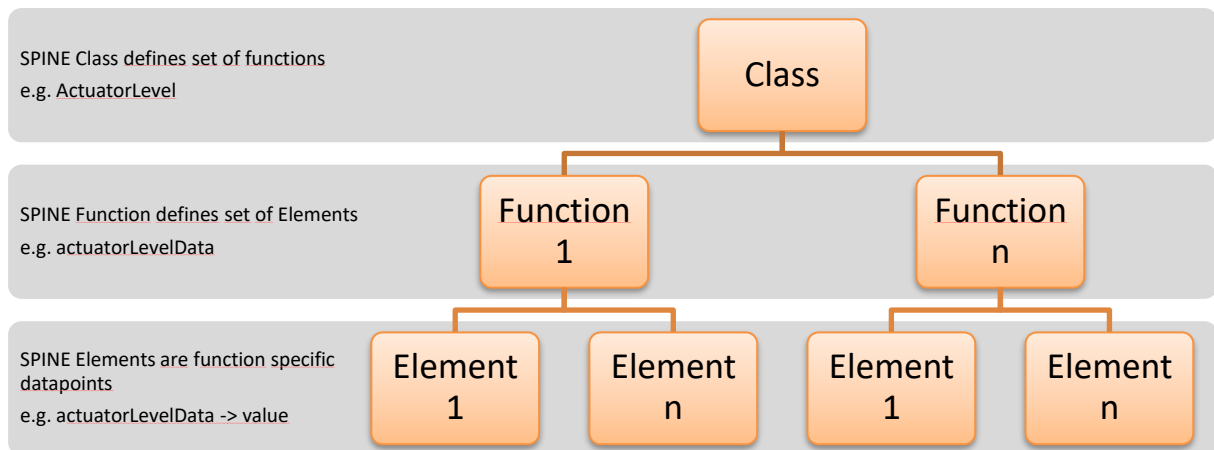 SPINE Class defines set of functions
e.g. ActuatorLevel
Class
SPINE Function defines set of Elements
e.g. actuatorLevelData
Function
1
Function
n
SPINE Elements are function specific
datapoints
e.g. actuatorLevelData -> value
Element
1
Element
n
Element
1
Element
n